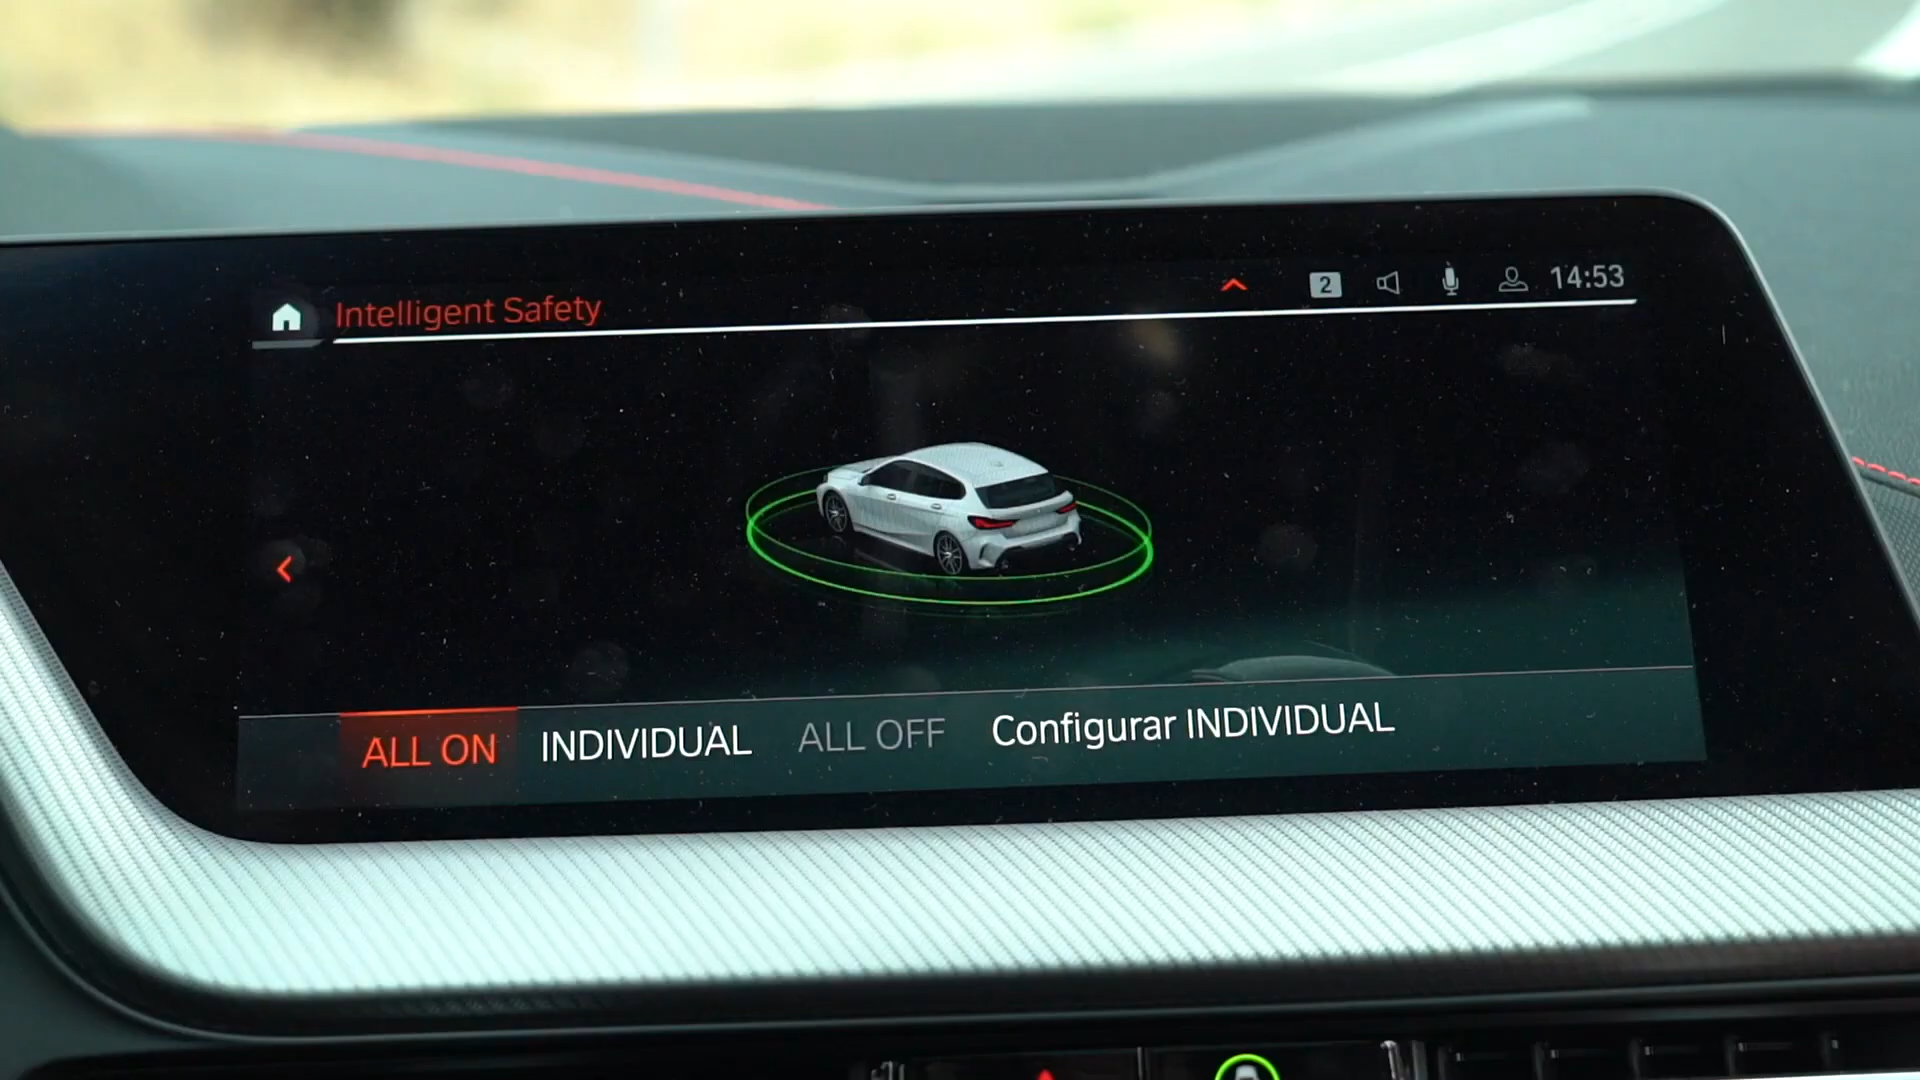 Intelligent Safety
2
14:53
ALL ON INDIVIDUAL ALL OFF Configurar INDIVIDUAL